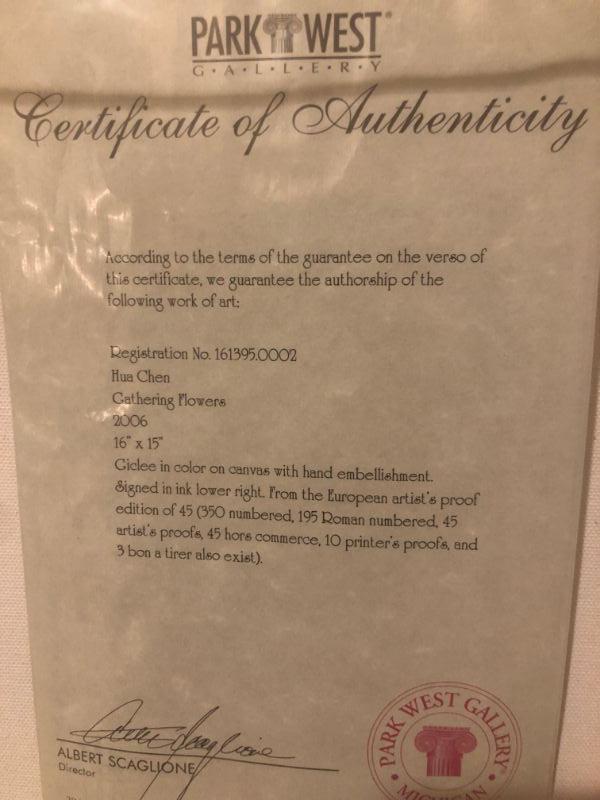 PARK WEST®
G·A·L·L·E·R·Y
Certificate of Authenticity
According to the terms of the guarantee on the verso of
this certificate, we guarantee the authorship of the
following work of art:
Registration No. 161395.0002
Hua Chen
Gathering Flowers
2006
16" x 15"
Giclee in color on canvas with hand embellishment.
Signed in ink lower right. From the European artist's proof
edition of 45 (350 numbered, 195 Roman numbered, 45
artist's proofs, 45 hors commerce, 10 printer's proofs, and
3 bon a tirer also exist).
ALBERT SCAGLIONE
Director
PARK WEST GALLERY®
• MICHIGAN •